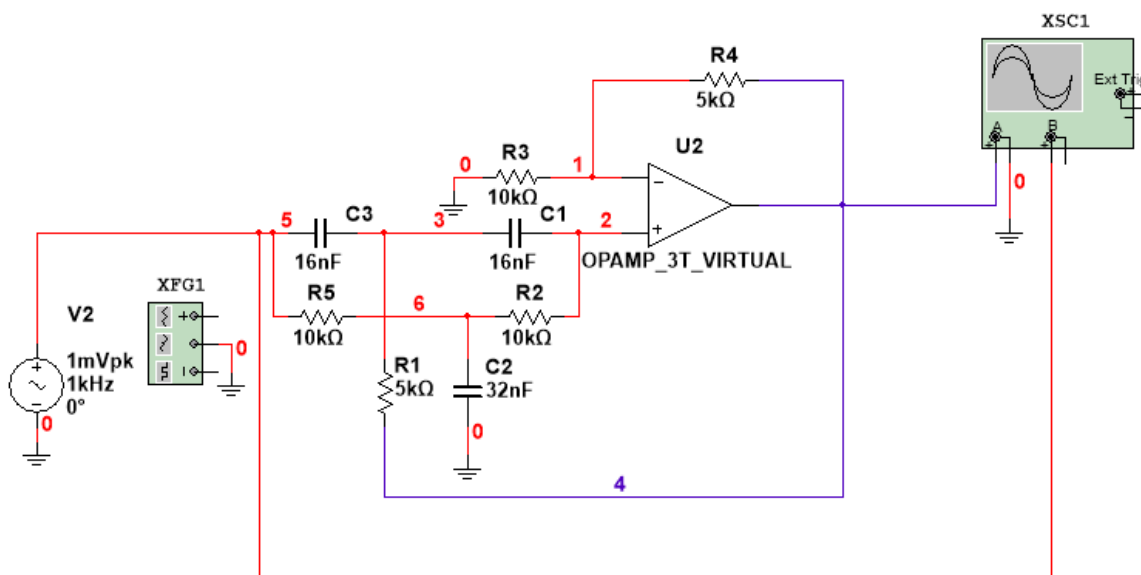 XSC1
Ext Trig
+
−
A
B
+
−
+
−
0
R4
5kΩ
U2
R3
10kΩ
0
1
−
+
OPAMP_3T_VIRTUAL
5
C3
16nF
3
C1
16nF
2
R5
10kΩ
6
R2
10kΩ
XFG1
+
0
V2
1mVpk
1kHz
0°
+
−
0
R1
5kΩ
C2
32nF
0
4